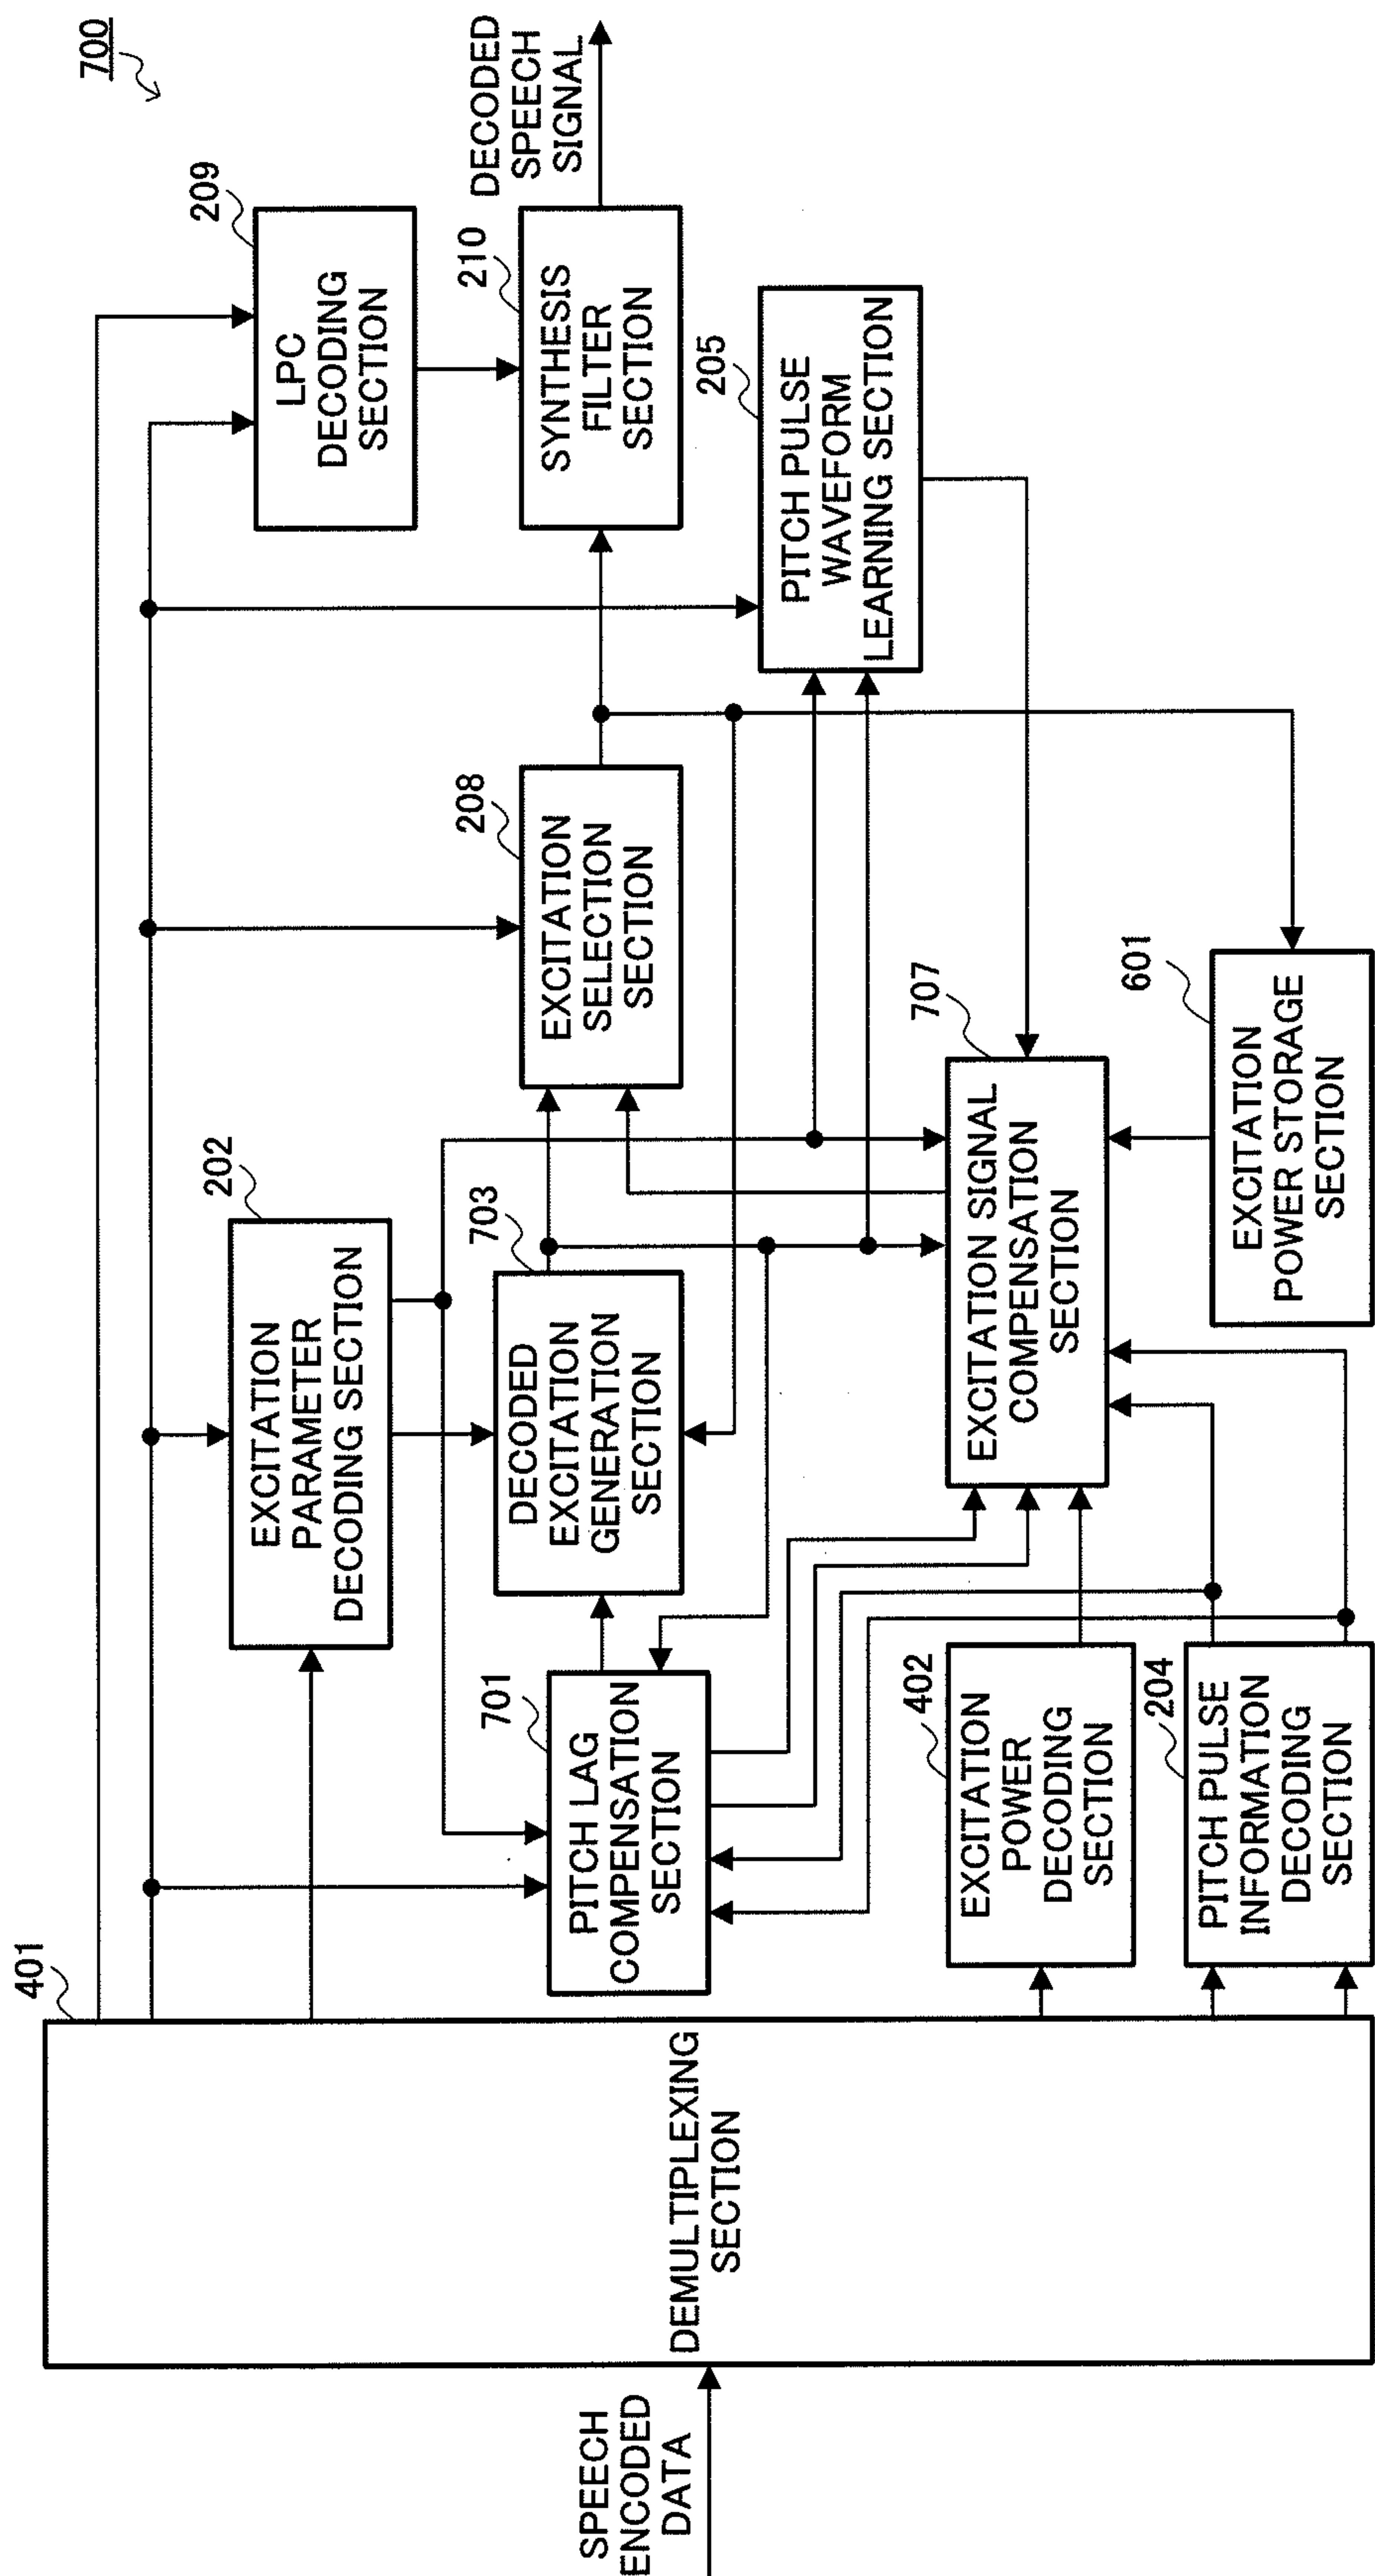 700
SPEECH
ENCODED
DATA
401
DEMULTIPLEXING
SECTION
202
EXCITATION
PARAMETER
DECODING SECTION
209
LPC
DECODING
SECTION
701
PITCH LAG
COMPENSATION
SECTION
703
DECODED
EXCITATION
GENERATION
SECTION
208
EXCITATION
SELECTION
SECTION
210
SYNTHESIS
FILTER
SECTION
DECODED
SPEECH
SIGNAL
205
PITCH PULSE
WAVEFORM
LEARNING SECTION
402
EXCITATION
POWER
DECODING
SECTION
707
EXCITATION SIGNAL
COMPENSATION
SECTION
204
PITCH PULSE
INFORMATION
DECODING
SECTION
601
EXCITATION
POWER STORAGE
SECTION